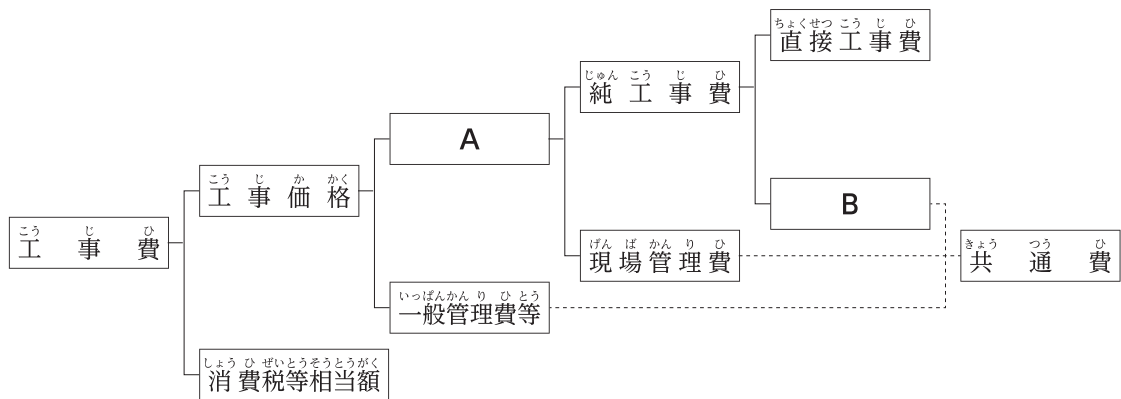 ちょくせつ こう じ ひ
直接工事費
じゅん こう じ ひ
純工事費
A
こう じ か かく
工事価格
B
こう じ ひ
工事費
げん ば かん り ひ
現場管理費
きょう つう ひ
共通費
いっぱんかん り ひ とう
一般管理費等
しょう ひ ぜいとうそうとうがく
消費税等相当額